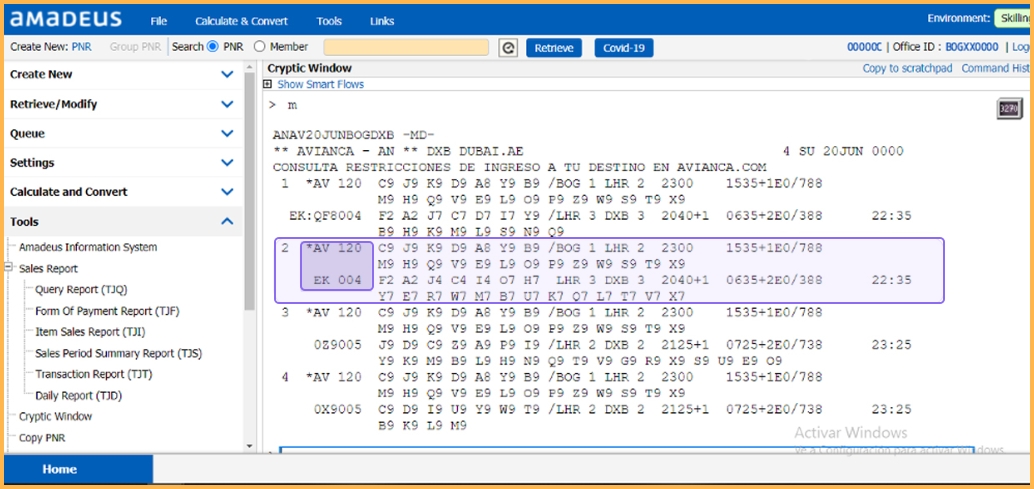 amadeus
File Calculate & Convert Tools Links
Environment: Skillin
Create New: PNR Group PNR Search PNR Member Retrieve Covid-19
00000C | Office ID : BOGXX0000 | Log
Create New
Retrieve/Modify
Queue
Settings
Calculate and Convert
Tools
Amadeus Information System
Sales Report
Query Report (TJQ)
Form Of Payment Report (TJF)
Item Sales Report (TJI)
Sales Period Summary Report (TJS)
Transaction Report (TJT)
Daily Report (TJD)
Cryptic Window
Copy PNR
Home
Cryptic Window Copy to scratchpad Command Hist
Show Smart Flows
> m
3270
ANAV20JUNBOGDXB -MD-
** AVIANCA - AN ** DXB DUBAI.AE 4 SU 20JUN 0000
CONSULTA RESTRICCIONES DE INGRESO A TU DESTINO EN AVIANCA.COM
1 *AV 120 C9 J9 K9 D9 A8 Y9 B9 /BOG 1 LHR 2 2300 1535+1E0/788
M9 H9 Q9 V9 E9 L9 O9 P9 Z9 W9 S9 T9 X9
EK:QF8004 F2 A2 J7 C7 D7 I7 Y9 /LHR 3 DXB 3 2040+1 0635+2E0/388 22:35
B9 H9 K9 M9 L9 S9 N9 Q9
2 *AV 120 C9 J9 K9 D9 A8 Y9 B9 /BOG 1 LHR 2 2300 1535+1E0/788
M9 H9 Q9 V9 E9 L9 O9 P9 Z9 W9 S9 T9 X9
EK 004 F2 A2 J4 C4 I4 O7 H7 LHR 3 DXB 3 2040+1 0635+2E0/388 22:35
Y7 E7 R7 W7 M7 B7 U7 K7 Q7 L7 T7 V7 X7
3 *AV 120 C9 J9 K9 D9 A8 Y9 B9 /BOG 1 LHR 2 2300 1535+1E0/788
M9 H9 Q9 V9 E9 L9 O9 P9 Z9 W9 S9 T9 X9
0Z9005 J9 D9 C9 Z9 A9 P9 I9 /LHR 2 DXB 2 2125+1 0725+2E0/738 23:25
Y9 K9 M9 B9 L9 H9 N9 Q9 T9 V9 G9 R9 X9 S9 U9 E9 O9
4 *AV 120 C9 J9 K9 D9 A8 Y9 B9 /BOG 1 LHR 2 2300 1535+1E0/788
M9 H9 Q9 V9 E9 L9 O9 P9 Z9 W9 S9 T9 X9
0X9005 C9 D9 I9 U9 Y9 W9 T9 /LHR 2 DXB 2 2125+1 0725+2E0/738 23:25
B9 K9 L9 M9
Activar Windows
Ve a Configuración para activar Windows.